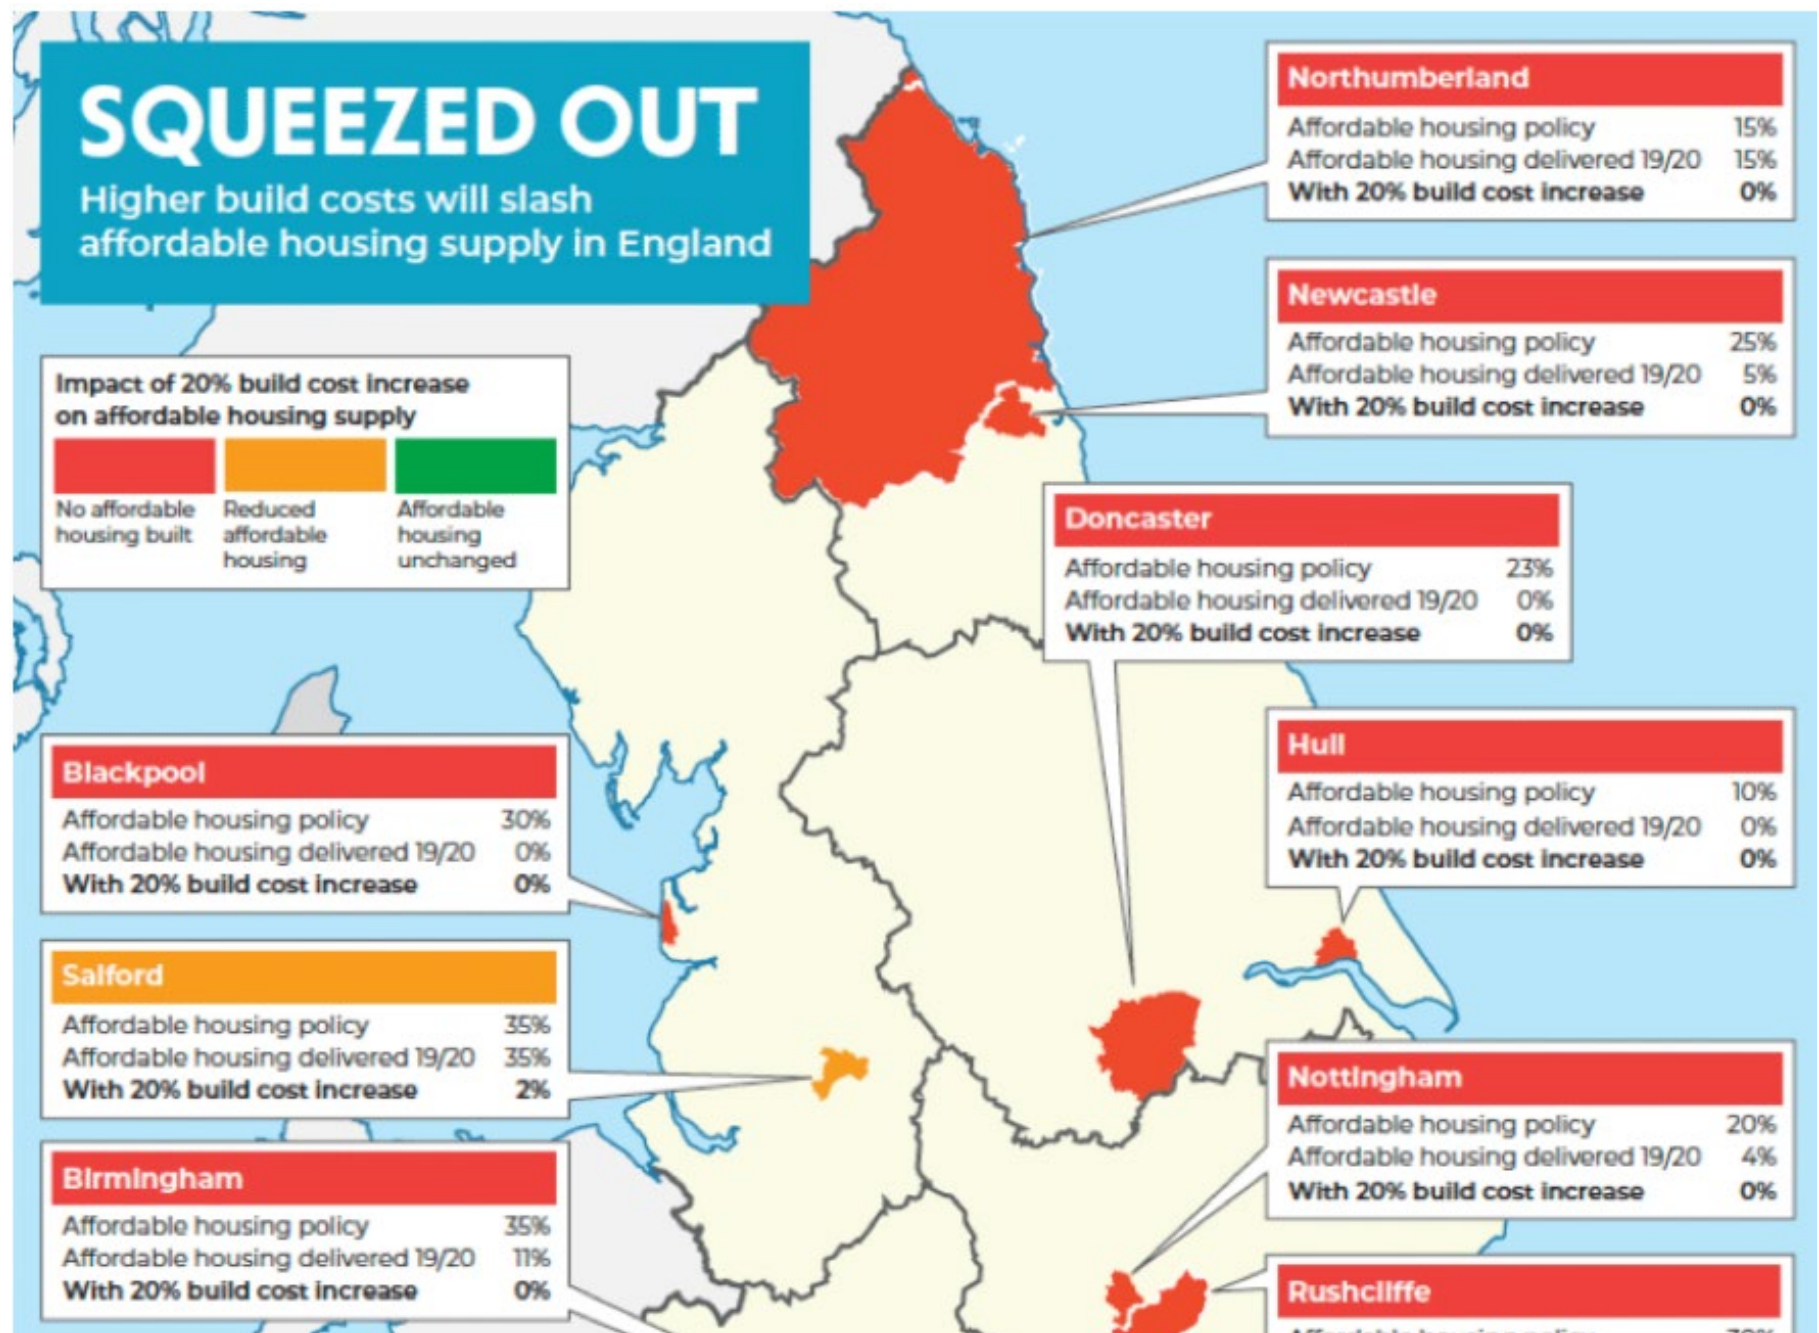 SQUEEZED OUT
Higher build costs will slash
affordable housing supply in England
Impact of 20% build cost increase
on affordable housing supply
No affordable
housing built
Reduced
affordable
housing
Affordable
housing
unchanged
Northumberland
Affordable housing policy 15%
Affordable housing delivered 19/20 15%
With 20% build cost increase 0%
Newcastle
Affordable housing policy 25%
Affordable housing delivered 19/20 5%
With 20% build cost increase 0%
Doncaster
Affordable housing policy 23%
Affordable housing delivered 19/20 0%
With 20% build cost increase 0%
Hull
Affordable housing policy 10%
Affordable housing delivered 19/20 0%
With 20% build cost increase 0%
Blackpool
Affordable housing policy 30%
Affordable housing delivered 19/20 0%
With 20% build cost increase 0%
Salford
Affordable housing policy 35%
Affordable housing delivered 19/20 35%
With 20% build cost increase 2%
Nottingham
Affordable housing policy 20%
Affordable housing delivered 19/20 4%
With 20% build cost increase 0%
Birmingham
Affordable housing policy 35%
Affordable housing delivered 19/20 11%
With 20% build cost increase 0%
Rushcliffe
Affordable housing policy